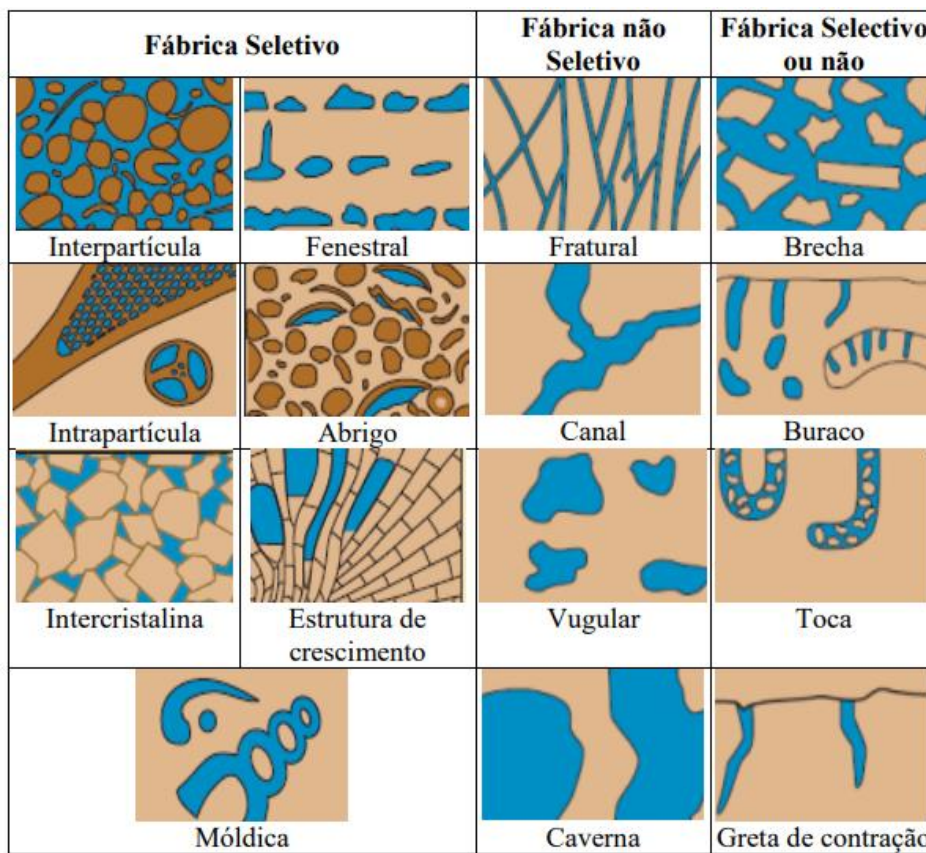 Fábrica Seletivo
Fábrica não
Seletivo
Fábrica Selectivo
ou não
Interpartícula
Fenestral
Fratural
Brecha
Intrapartícula
Abrigo
Canal
Buraco
Intercristalina
Estrutura de
crescimento
Vugular
Toca
Móldica
Caverna
Greta de contração